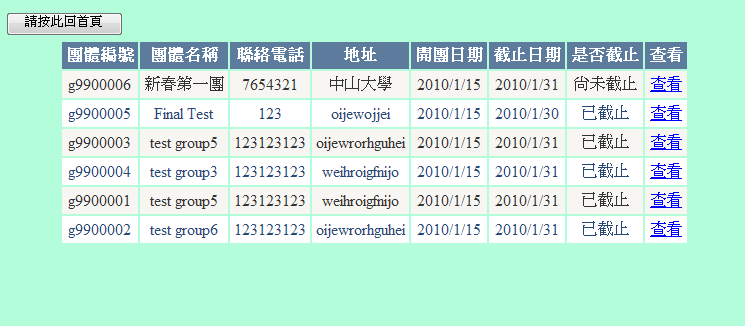 請按此回首頁
團體編號 團體名稱 聯絡電話 地址 開團日期 截止日期 是否截止 查看
g9900006 新春第一團 7654321 中山大學 2010/1/15 2010/1/31 尚未截止 查看
g9900005 Final Test 123 oijewojjei 2010/1/15 2010/1/30 已截止 查看
g9900003 test group5 123123123 oijewrorhguhei 2010/1/15 2010/1/31 已截止 查看
g9900004 test group3 123123123 weihroigfnijo 2010/1/15 2010/1/31 已截止 查看
g9900001 test group5 123123123 weihroigfnijo 2010/1/15 2010/1/31 已截止 查看
g9900002 test group6 123123123 oijewrorhguhei 2010/1/15 2010/1/31 已截止 查看